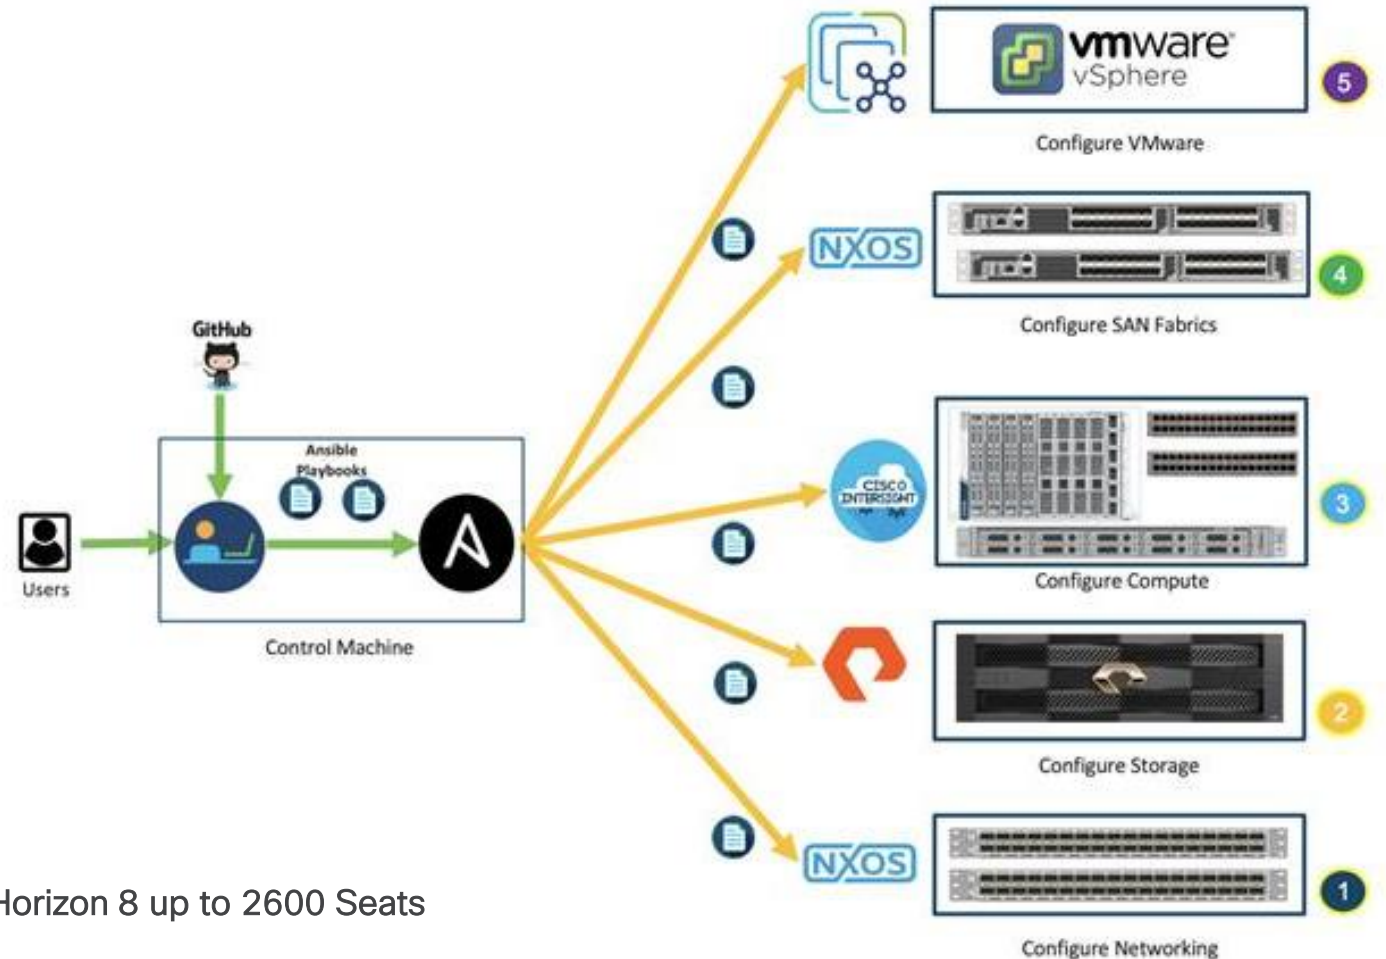 vmware®
vSphere
5
Configure VMware
NXOS
4
Configure SAN Fabrics
GitHub
Ansible
Playbooks
CISCO
INTERSIGHT
3
Users
Configure Compute
Control Machine
2
Configure Storage
NXOS
1
Horizon 8 up to 2600 Seats
Configure Networking